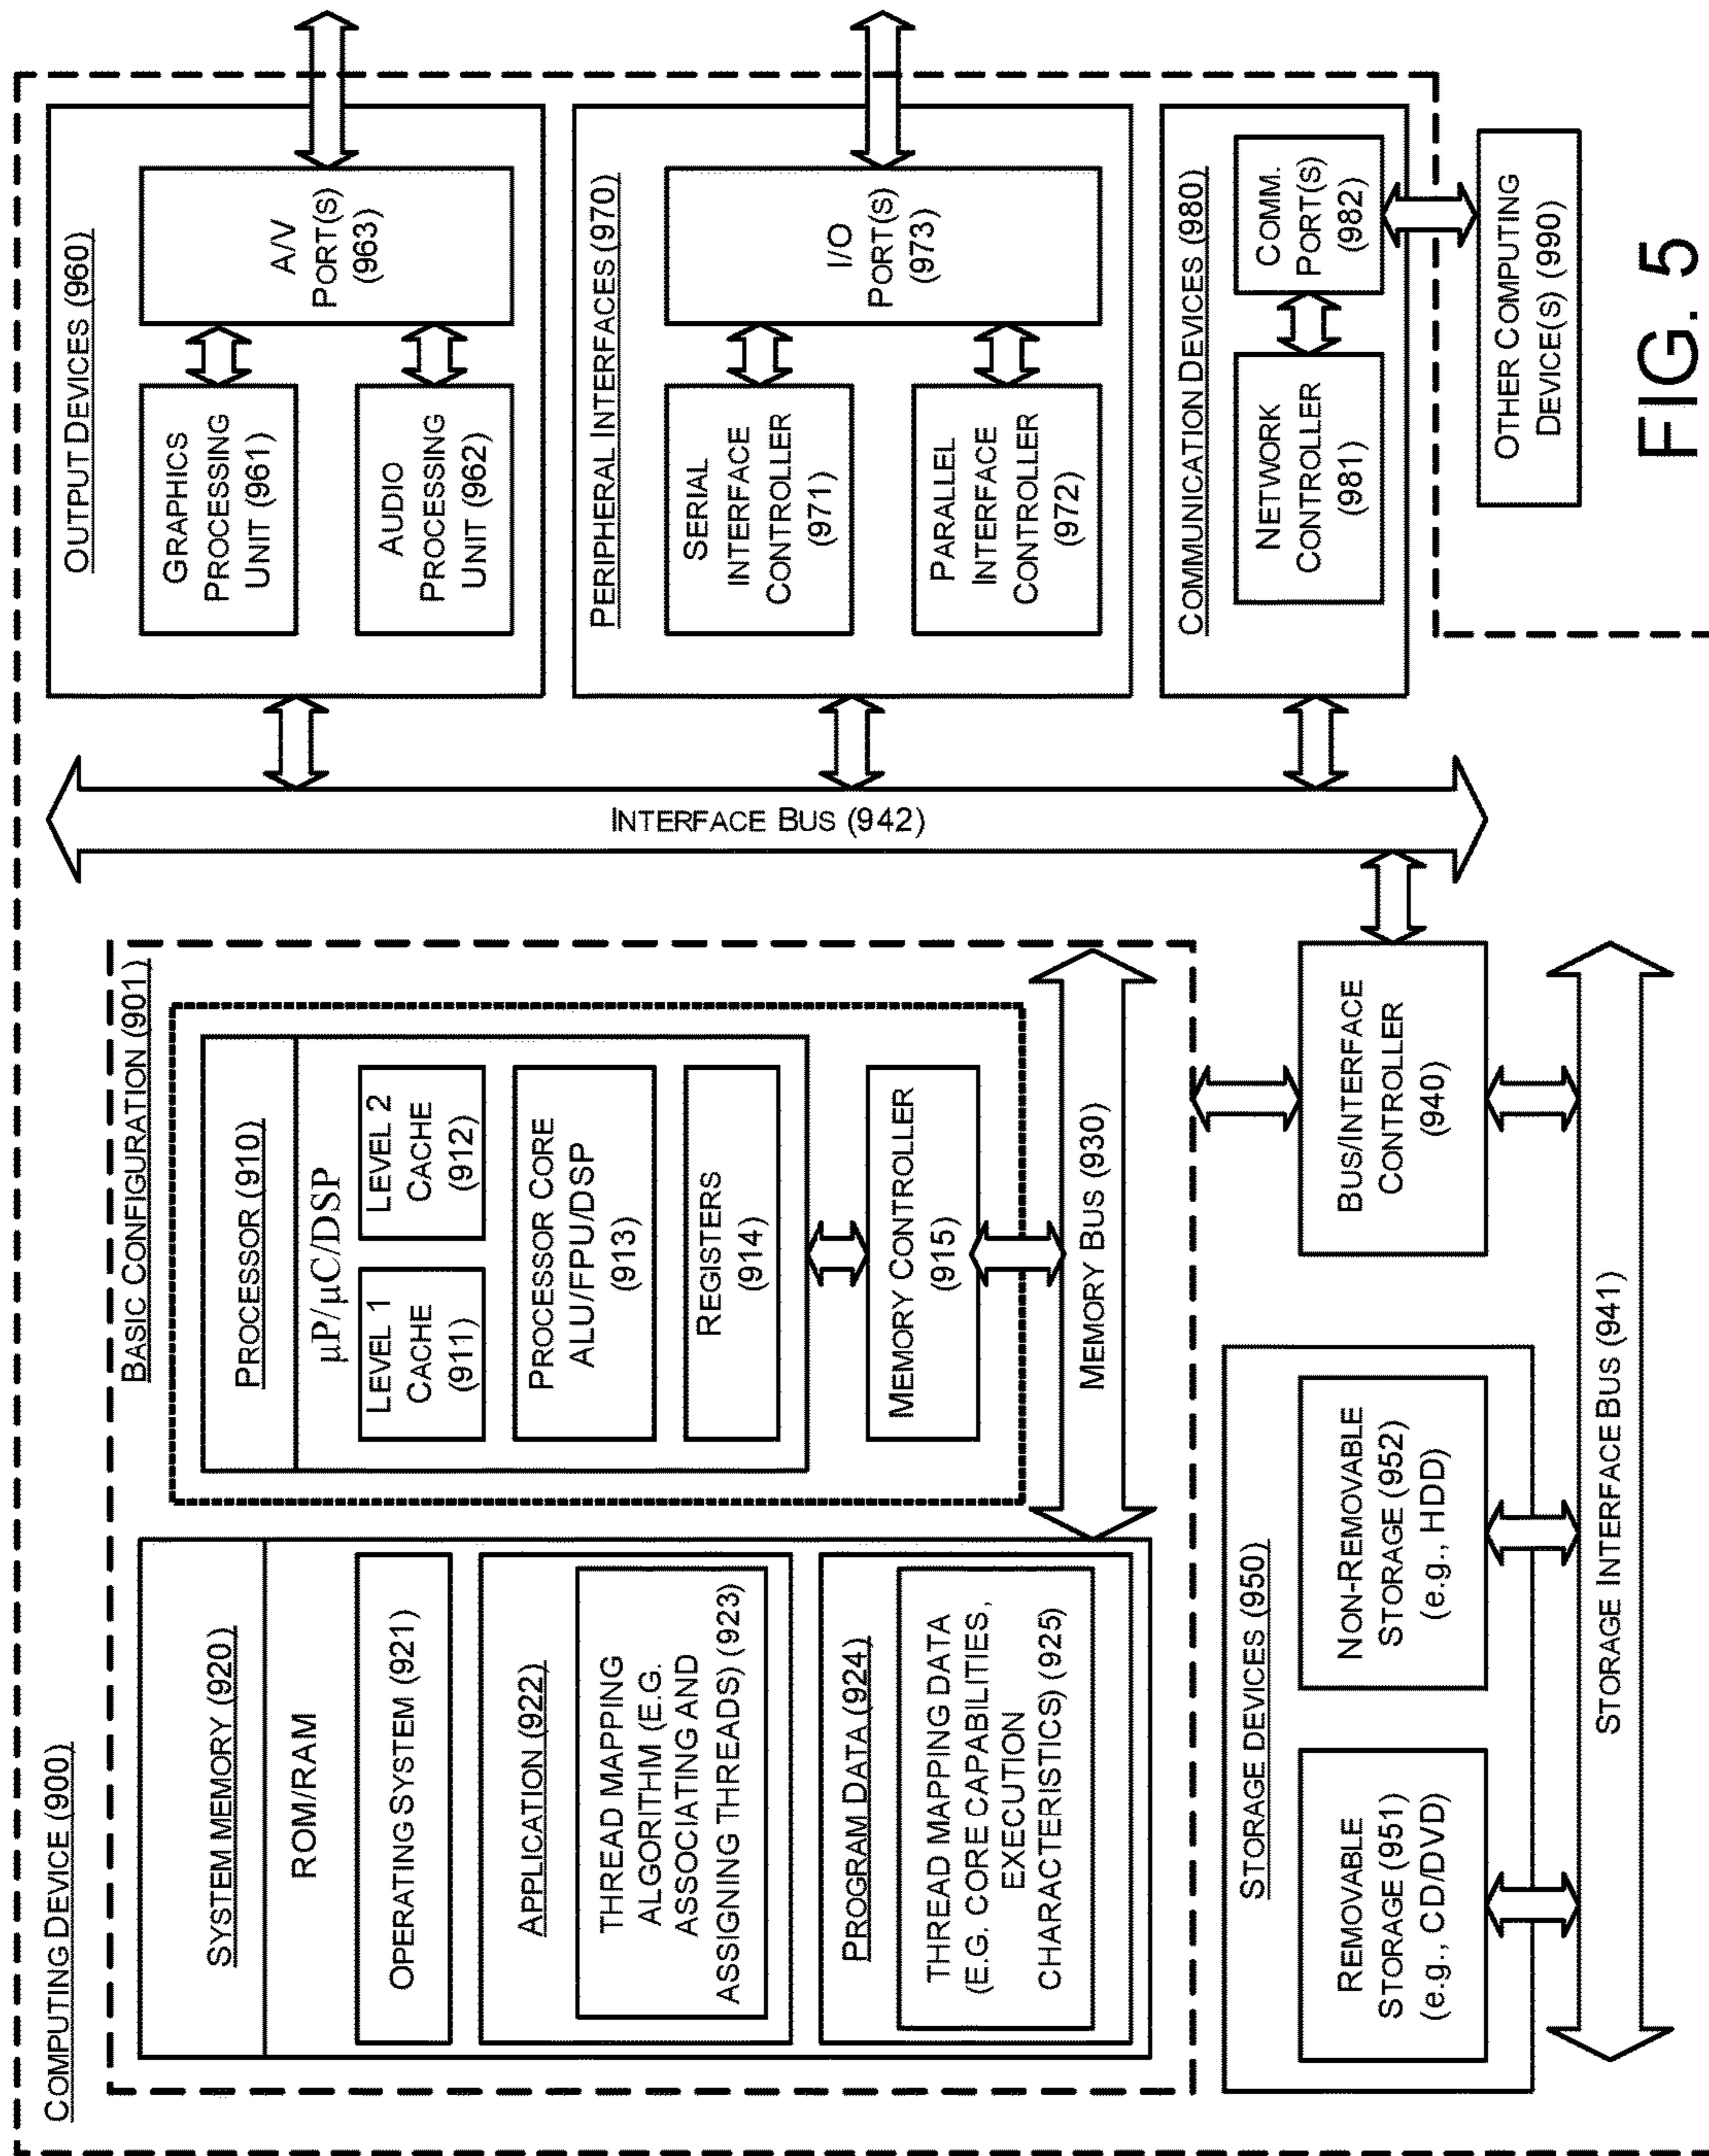 COMPUTING DEVICE (900)
BASIC CONFIGURATION (901)
SYSTEM MEMORY (920)
ROM/RAM
OPERATING SYSTEM (921)
APPLICATION (922)
THREAD MAPPING
ALGORITHM (E.G.
ASSOCIATING AND
ASSIGNING THREADS) (923)
PROGRAM DATA (924)
THREAD MAPPING DATA
(E.G. CORE CAPABILITIES,
EXECUTION
CHARACTERISTICS) (925)
PROCESSOR (910)
µP/µC/DSP
LEVEL 1
CACHE
(911)
LEVEL 2
CACHE
(912)
PROCESSOR CORE
ALU/FPU/DSP
(913)
REGISTERS
(914)
MEMORY CONTROLLER
(915)
MEMORY BUS (930)
STORAGE DEVICES (950)
REMOVABLE
STORAGE (951)
(e.g., CD/DVD)
NON-REMOVABLE
STORAGE (952)
(e.g., HDD)
BUS/INTERFACE
CONTROLLER
(940)
STORAGE INTERFACE BUS (941)
INTERFACE BUS (942)
OUTPUT DEVICES (960)
GRAPHICS
PROCESSING
UNIT (961)
AUDIO
PROCESSING
UNIT (962)
A/V
PORT(S)
(963)
PERIPHERAL INTERFACES (970)
SERIAL
INTERFACE
CONTROLLER
(971)
PARALLEL
INTERFACE
CONTROLLER
(972)
I/O
PORT(S)
(973)
COMMUNICATION DEVICES (980)
NETWORK
CONTROLLER
(981)
COMM.
PORT(S)
(982)
OTHER COMPUTING
DEVICE(S) (990)
FIG. 5